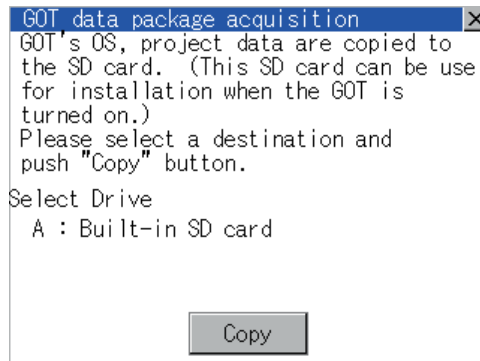 GOT data package acquisition
GOT's OS, project data are copied to
the SD card. (This SD card can be use
for installation when the GOT is
turned on.)
Please select a destination and
push "Copy" button.
Select Drive
A : Built-in SD card
Copy